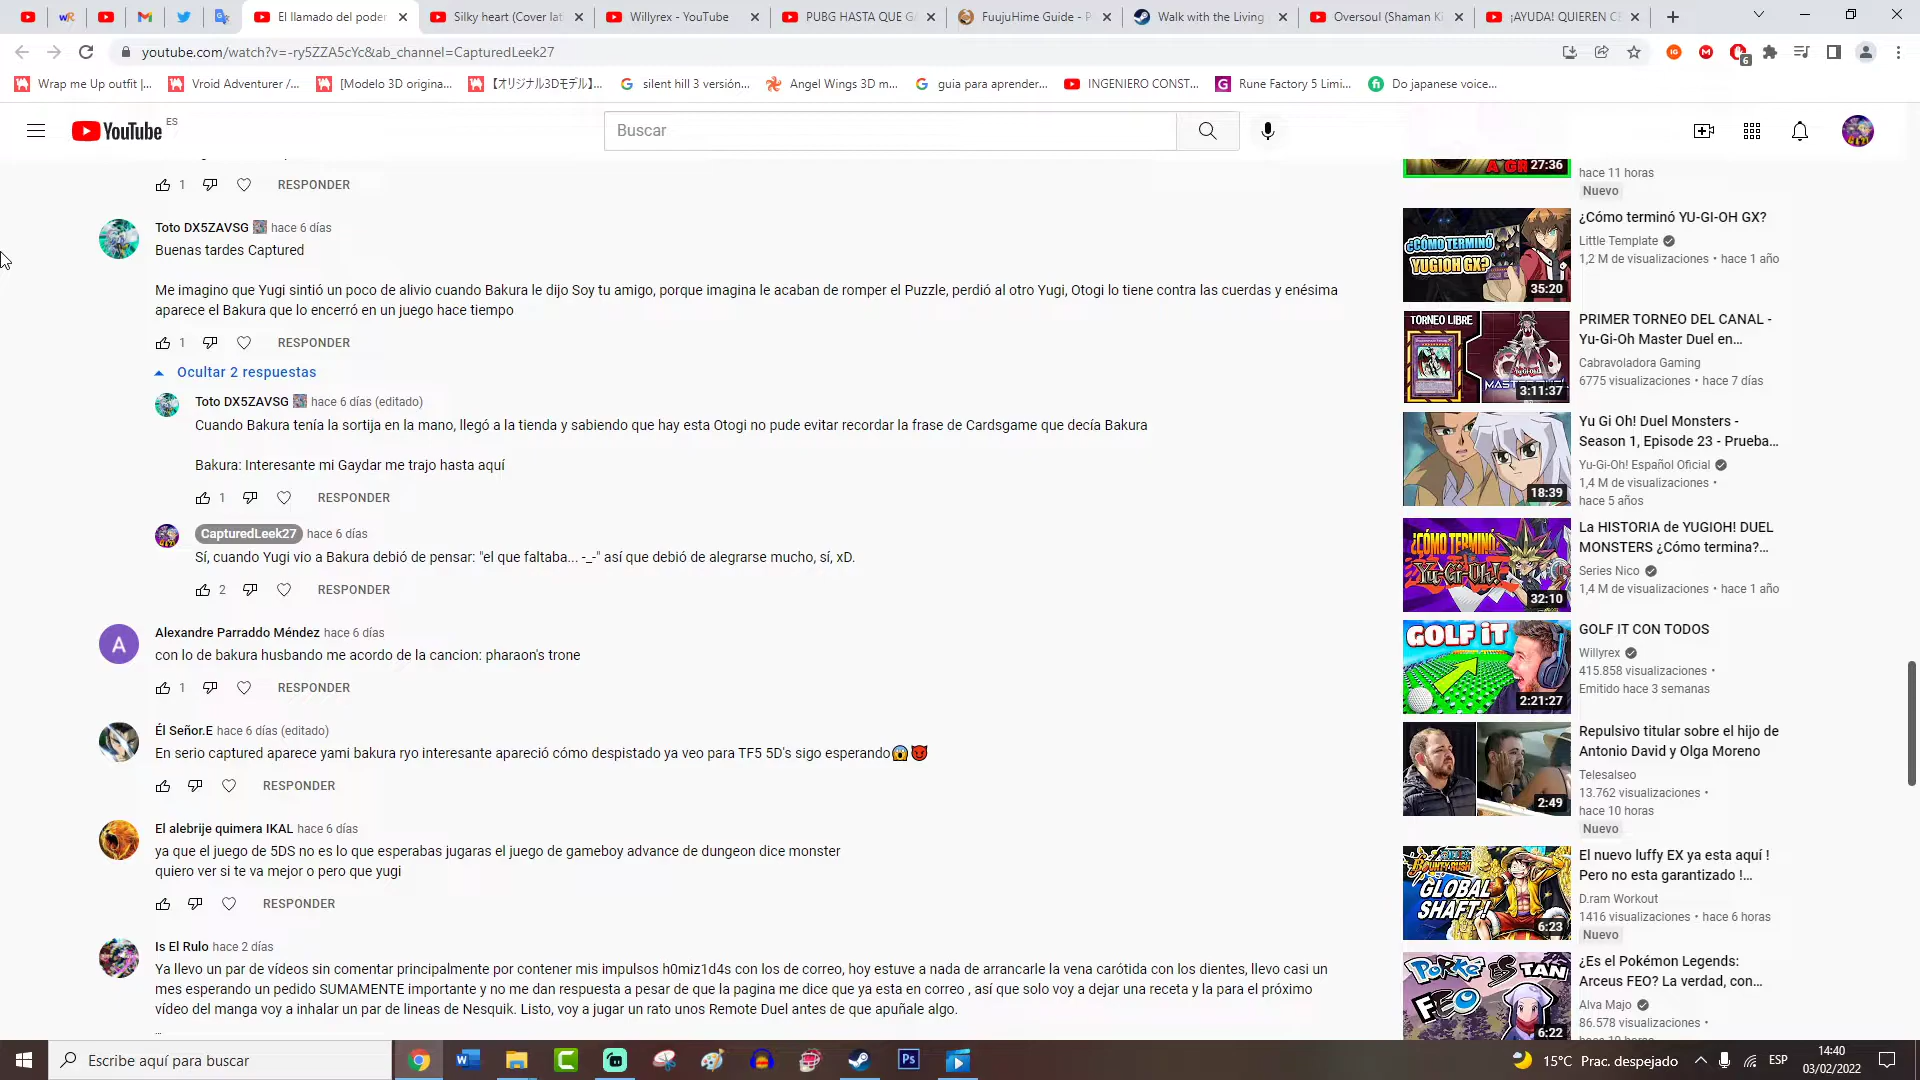 El llamado del poder
Silky heart (Cover lat
Willyrex - YouTube
PUBG HASTA QUE G
FuujuHime Guide - P
Walk with the Living
Oversoul (Shaman Ki
¡AYUDA! QUIEREN CE
youtube.com/watch?v=-ry5ZZA5cYc&ab_channel=CapturedLeek27
6
Wrap me Up outfit |...
Vroid Adventurer /...
[Modelo 3D origina...
【オリジナル3Dモデル】...
silent hill 3 versión...
Angel Wings 3D m...
guia para aprender...
INGENIERO CONST...
Rune Factory 5 Limi...
Do japanese voice...
YouTube ES
Buscar
1 RESPONDER
Toto DX5ZAVSG hace 6 días
Buenas tardes Captured
Me imagino que Yugi sintió un poco de alivio cuando Bakura le dijo Soy tu amigo, porque imagina le acaban de romper el Puzzle, perdió al otro Yugi, Otogi lo tiene contra las cuerdas y enésima
aparece el Bakura que lo encerró en un juego hace tiempo
1 RESPONDER
Ocultar 2 respuestas
Toto DX5ZAVSG hace 6 días (editado)
Cuando Bakura tenía la sortija en la mano, llegó a la tienda y sabiendo que hay esta Otogi no pude evitar recordar la frase de Cardsgame que decía Bakura
Bakura: Interesante mi Gaydar me trajo hasta aquí
1 RESPONDER
CapturedLeek27 hace 6 días
Sí, cuando Yugi vio a Bakura debió de pensar: "el que faltaba... -_-" así que debió de alegrarse mucho, sí, xD.
2 RESPONDER
A
Alexandre Parraddo Méndez hace 6 días
con lo de bakura husbando me acordo de la cancion: pharaon's trone
1 RESPONDER
Él Señor.E hace 6 días (editado)
En serio captured aparece yami bakura ryo interesante apareció cómo despistado ya veo para TF5 5D's sigo esperando😱😈
RESPONDER
El alebrije quimera IKAL hace 6 días
ya que el juego de 5DS no es lo que esperabas jugaras el juego de gameboy advance de dungeon dice monster
quiero ver si te va mejor o pero que yugi
RESPONDER
Is El Rulo hace 2 días
Ya llevo un par de vídeos sin comentar principalmente por contener mis impulsos h0miz1d4s con los de correo, hoy estuve a nada de arrancarle la vena carótida con los dientes, llevo casi un
mes esperando un pedido SUMAMENTE importante y no me dan respuesta a pesar de que la pagina me dice que ya esta en correo , así que solo voy a dejar una receta y la para el próximo
vídeo del manga voy a inhalar un par de lineas de Nesquik. Listo, voy a jugar un rato unos Remote Duel antes de que apuñale algo.
...
A GN
27:36
hace 11 horas
Nuevo
¿CÓMO TERMINÓ
YUGIOH GX?
35:20
¿Cómo terminó YU-GI-OH GX?
Little Template
1,2 M de visualizaciones • hace 1 año
TORNEO LIBRE
3:11:37
PRIMER TORNEO DEL CANAL -
Yu-Gi-Oh Master Duel en...
Cabravoladora Gaming
6775 visualizaciones • hace 7 días
18:39
Yu Gi Oh! Duel Monsters -
Season 1, Episode 23 - Prueba...
Yu-Gi-Oh! Español Oficial
1,4 M de visualizaciones •
hace 5 años
¿CÓMO TERMINÓ
Yu-Gi-Oh!
32:10
La HISTORIA de YUGIOH! DUEL
MONSTERS ¿Cómo termina?...
Series Nico
1,4 M de visualizaciones • hace 1 año
GOLF IT
2:21:27
GOLF IT CON TODOS
Willyrex
415.858 visualizaciones •
Emitido hace 3 semanas
2:49
Repulsivo titular sobre el hijo de
Antonio David y Olga Moreno
Telesalseo
13.762 visualizaciones •
hace 10 horas
Nuevo
BOUNTY RUSH
GLOBAL
SHAFT!!
6:23
El nuevo luffy EX ya esta aquí !
Pero no esta garantizado !...
D.ram Workout
1416 visualizaciones • hace 6 horas
Nuevo
PORKE ES TAN
FEO
6:22
¿Es el Pokémon Legends:
Arceus FEO? La verdad, con...
Alva Majo
86.578 visualizaciones •
Escribe aquí para buscar
15°C Prac. despejado
ESP
14:40
03/02/2022